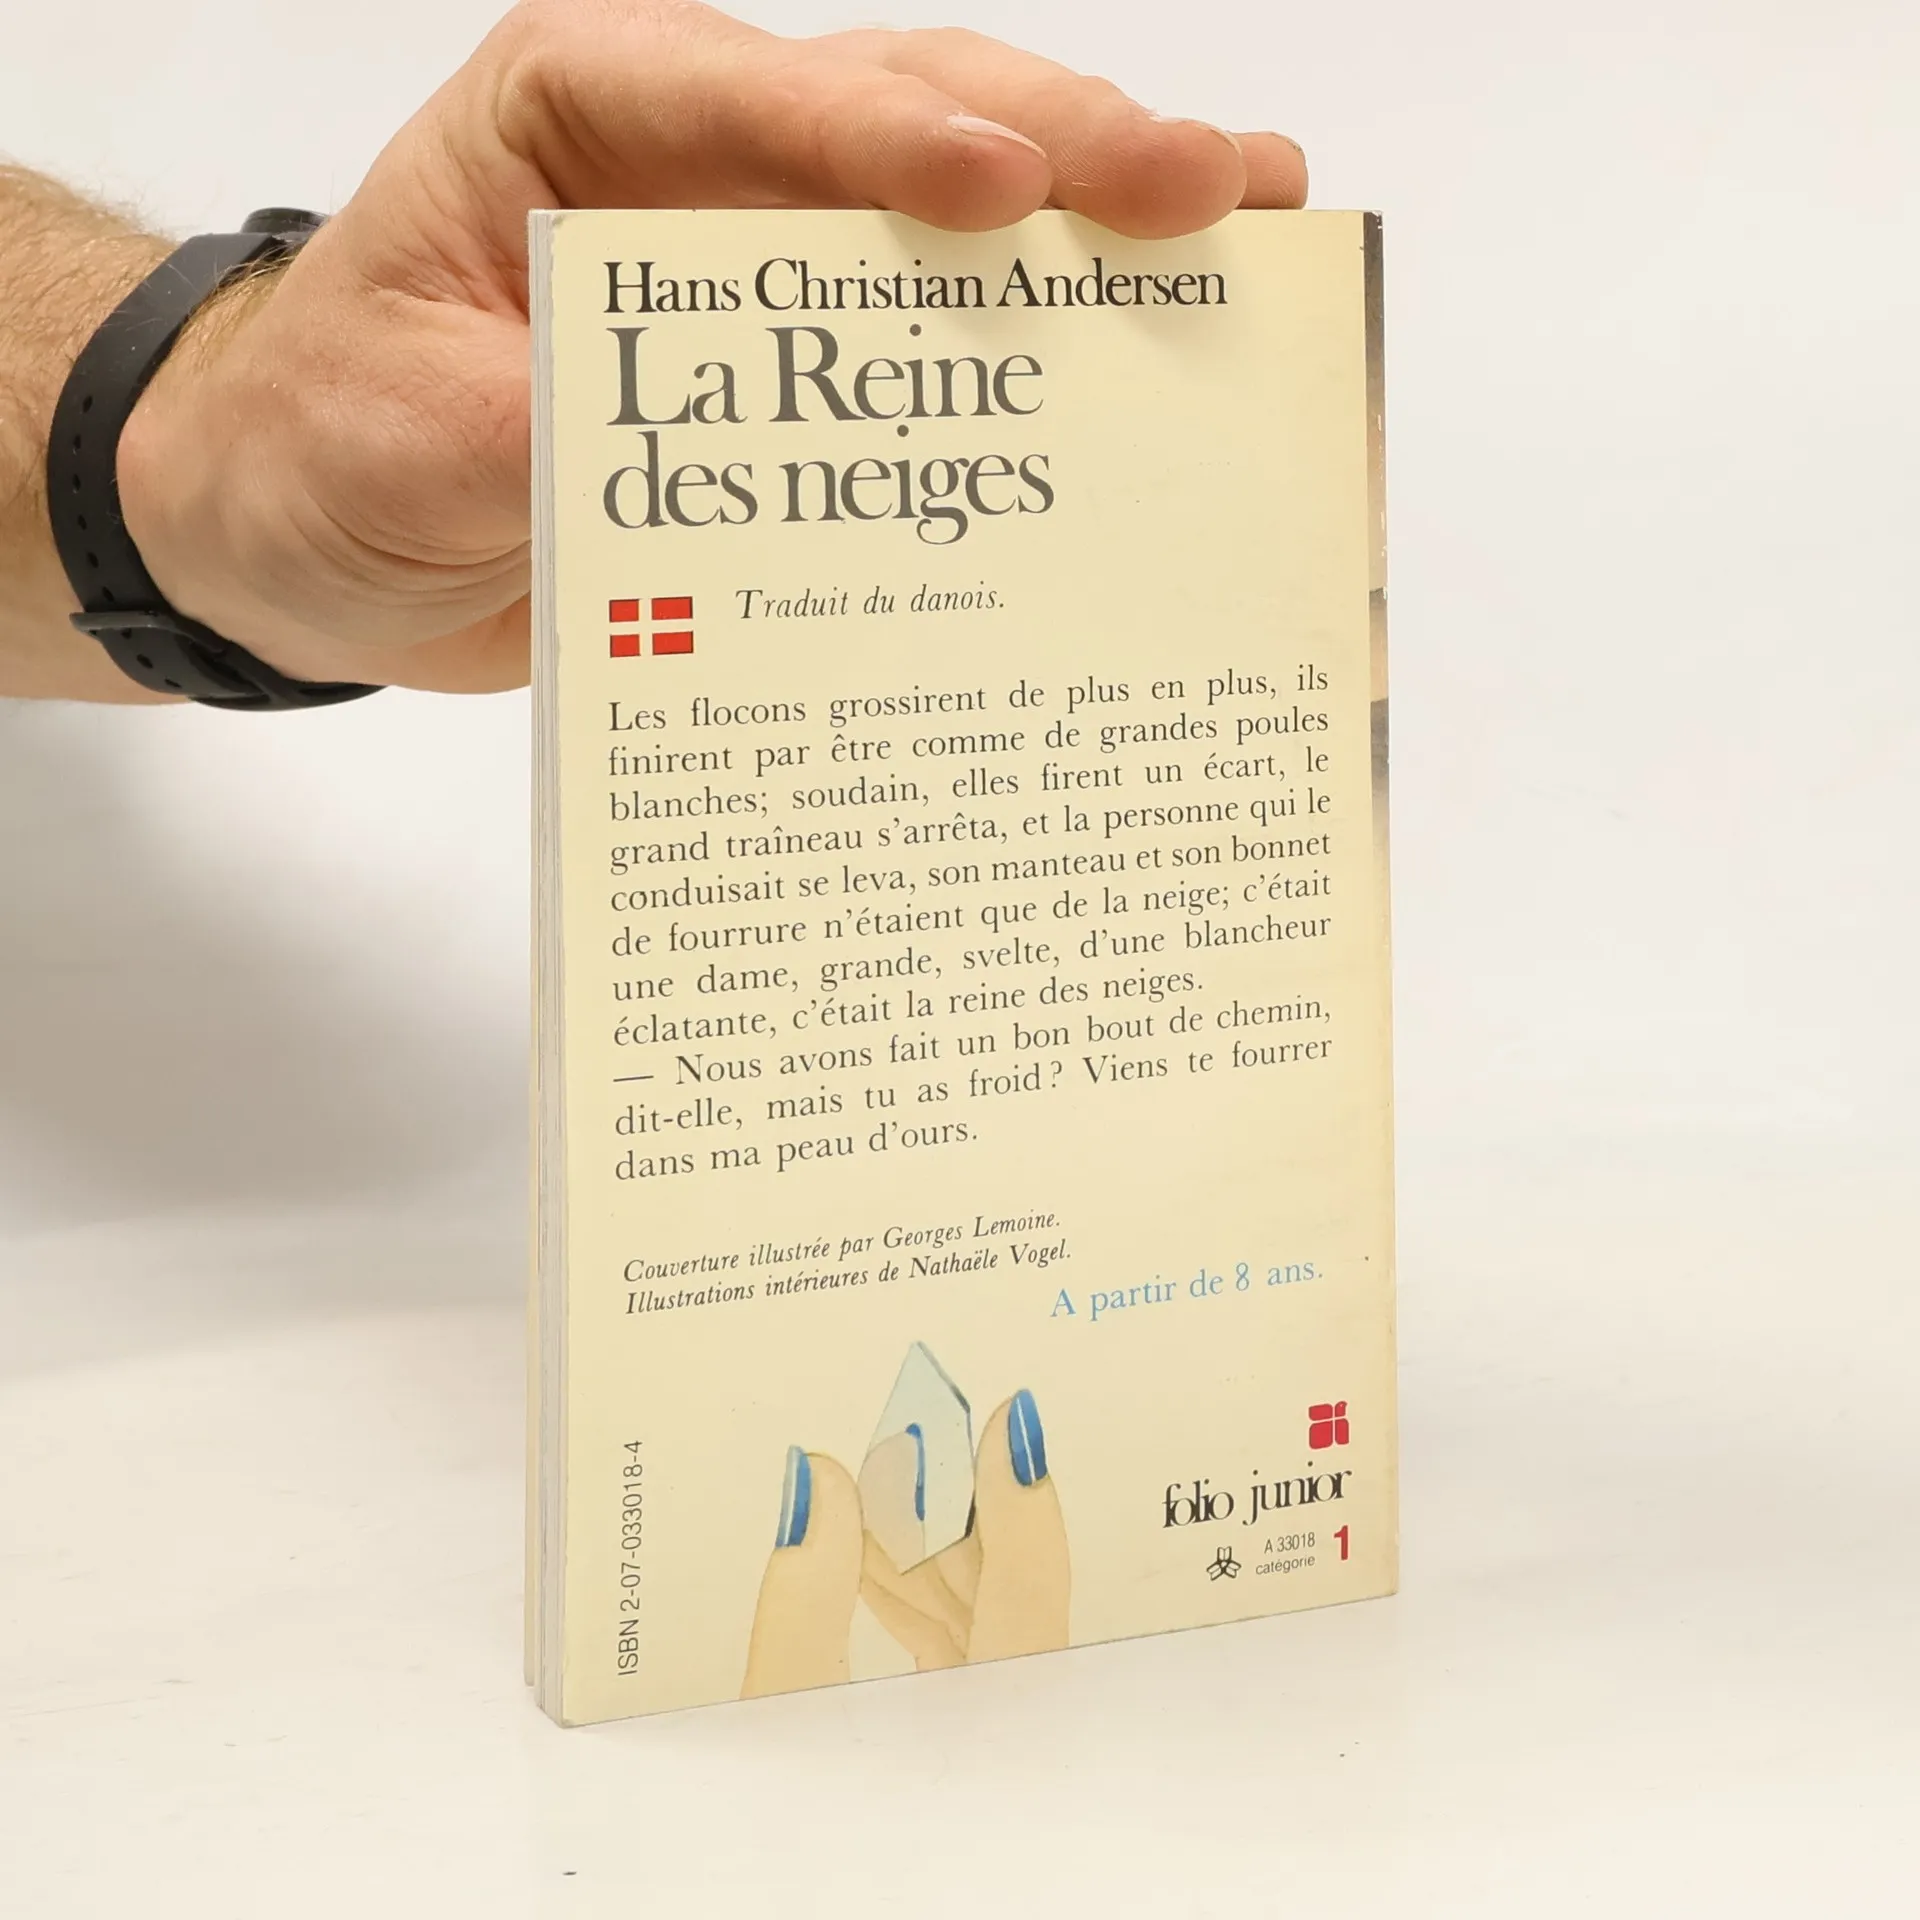 Hans Christian Andersen
La Reine
des neiges
Traduit du danois.
Les flocons grossirent de plus en plus, ils
finirent par être comme de grandes poules
blanches; soudain, elles firent un écart, le
grand traîneau s'arrêta, et la personne qui le
conduisait se leva, son manteau et son bonnet
de fourrure n'étaient que de la neige; c'était
une dame, grande, svelte, d'une blancheur
éclatante, c'était la reine des neiges.
— Nous avons fait un bon bout de chemin,
dit-elle, mais tu as froid? Viens te fourrer
dans ma peau d'ours.
Couverture illustrée par Georges Lemoine.
Illustrations intérieures de Nathaële Vogel.
A partir de 8 ans.
ISBN 2-07-033018-4
folio junior
A 33018
catégorie 1